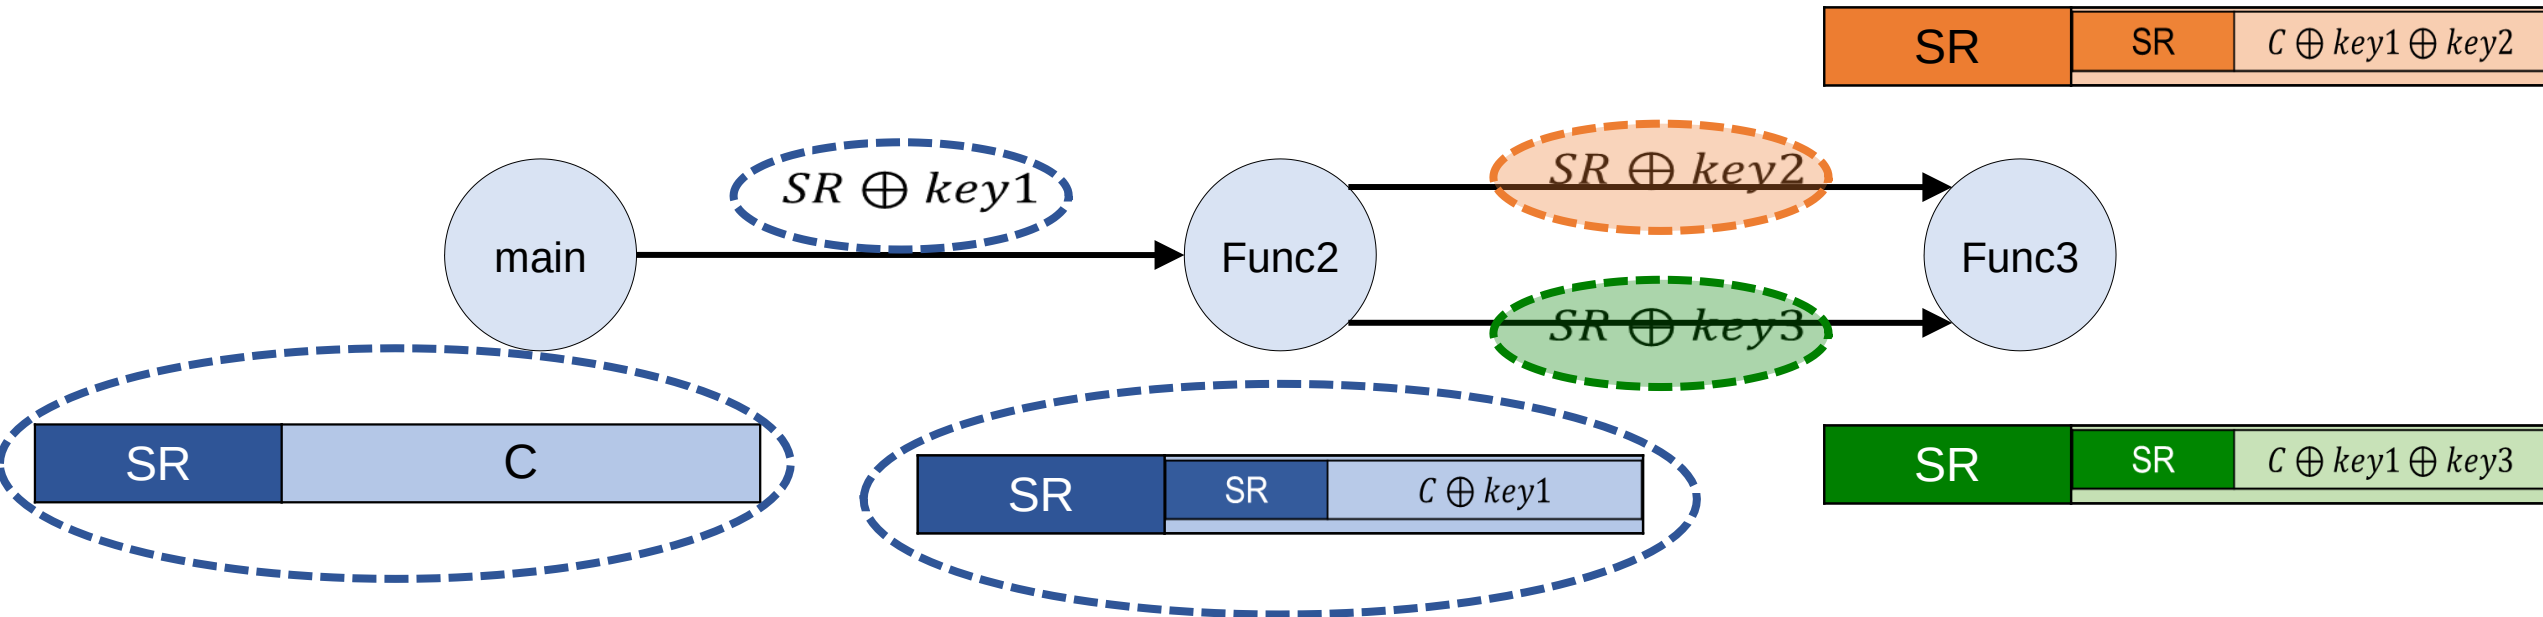 SR SR C ⊕ key1 ⊕ key2
SR ⊕ key1
SR ⊕ key2
main
Func2
Func3
SR ⊕ key3
SR C
SR SR C ⊕ key1
SR SR C ⊕ key1 ⊕ key3